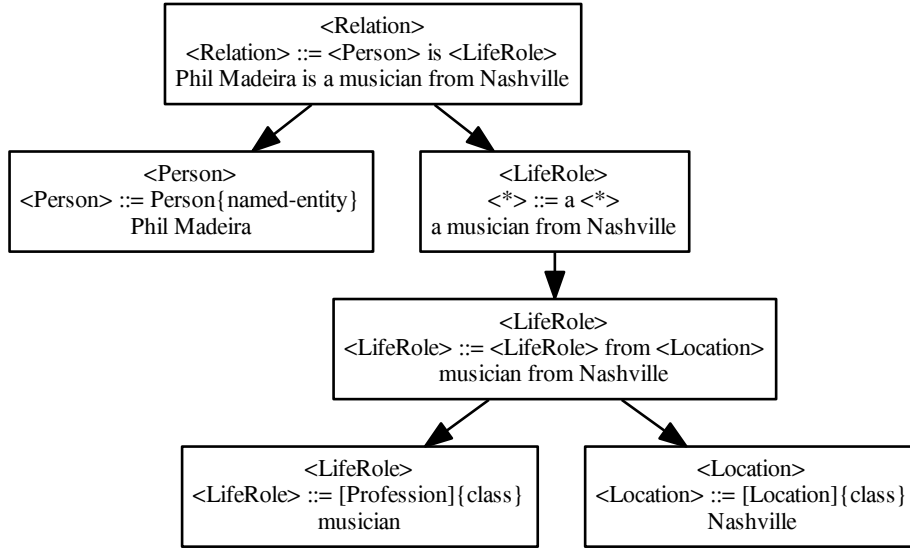 <Relation>
<Relation> ::= <Person> is <LifeRole>
Phil Madeira is a musician from Nashville
<Person>
<Person> ::= Person{named-entity}
Phil Madeira
<LifeRole>
<*> ::= a <*>
a musician from Nashville
<LifeRole>
<LifeRole> ::= <LifeRole> from <Location>
musician from Nashville
<LifeRole>
<LifeRole> ::= [Profession]{class}
musician
<Location>
<Location> ::= [Location]{class}
Nashville